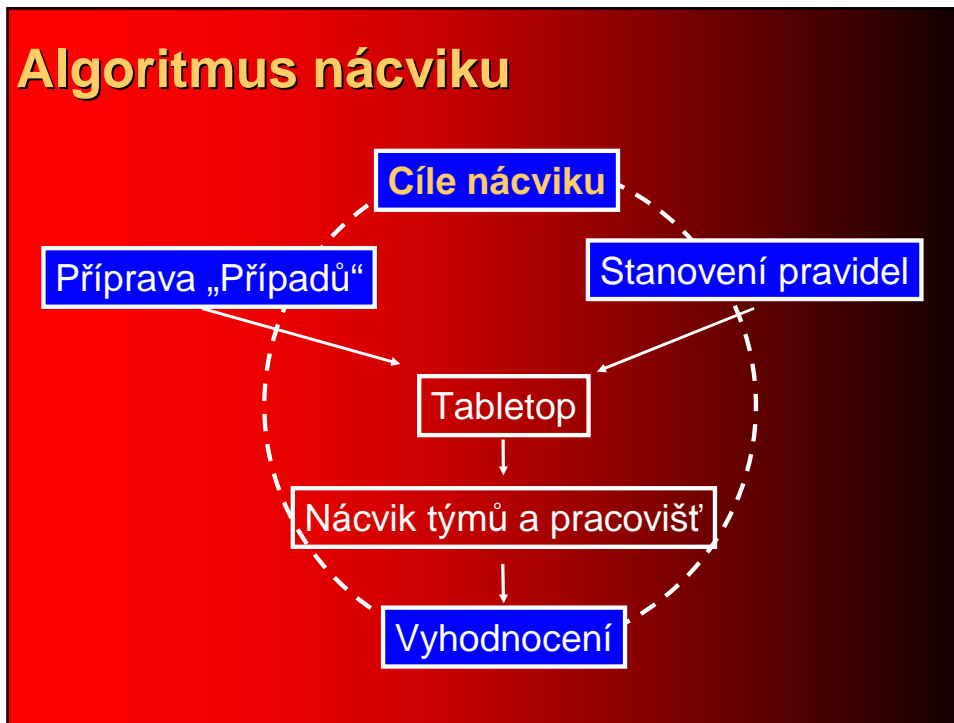 Algoritmus nácviku
Cíle nácviku
Příprava „Případů“
Stanovení pravidel
Tabletop
Nácvik týmů a pracovišť
Vyhodnocení